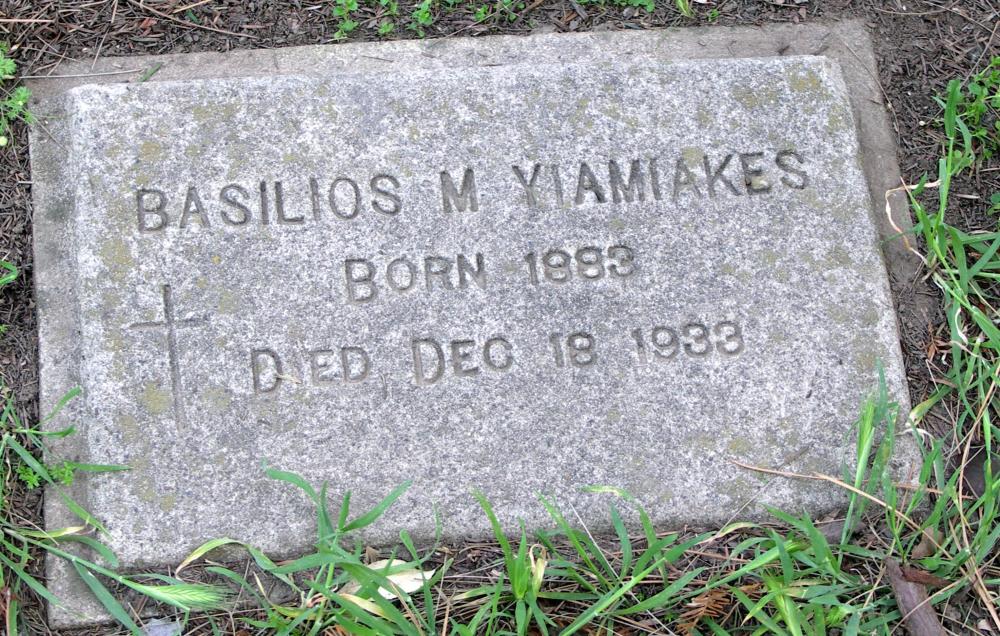 BASILIOS M YIAMIAKES
BORN 1883
DIED DEC 18 1933